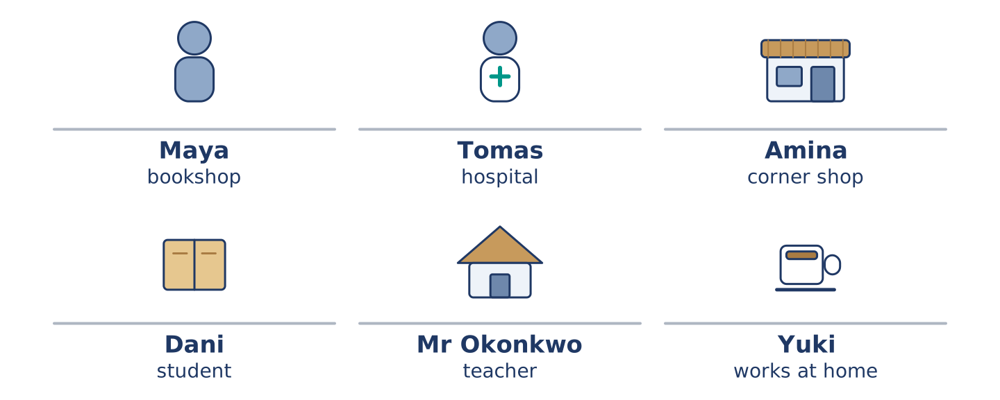 Maya
bookshop
Tomas
hospital
Amina
corner shop
Dani
student
Mr Okonkwo
teacher
Yuki
works at home